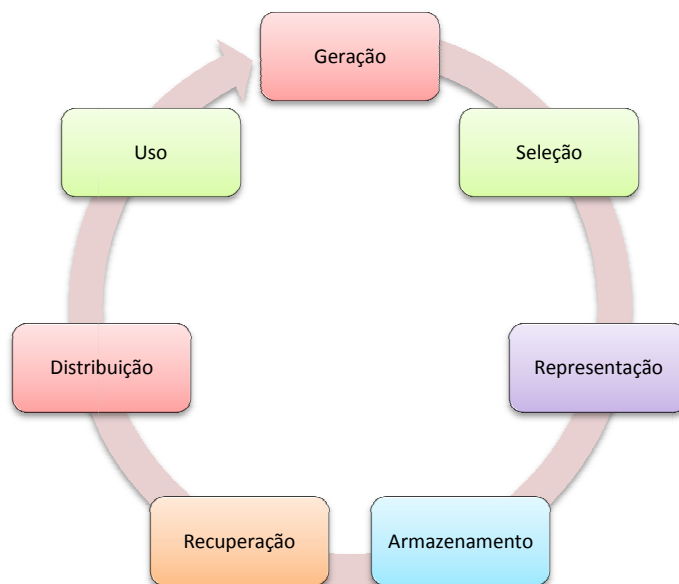 Geração
Seleção
Representação
Armazenamento
Recuperação
Distribuição
Uso